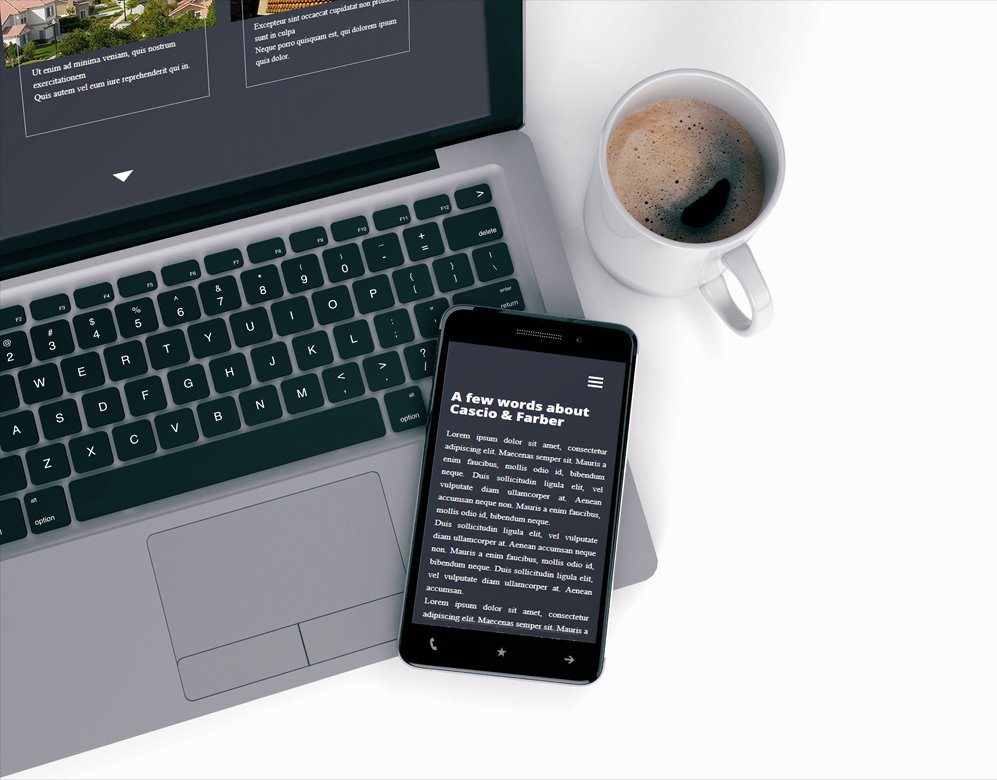 Ut enim ad minima veniam, quis nostrum
exercitationem
Quis autem vel eum iure reprehenderit qui in.
Excepteur sint occaecat cupidatat non
sunt in culpa
Neque porro quisquam est, qui dolorem ipsum
quia dolor.
F2 F3 F4 F5 F6 F7 F8 F9 F10 F11 F12 >
@ # $ % ^ & * ( ) _ +
2 3 4 5 6 7 8 9 0 - = delete
W E R T Y U I O P { [ } ] | \
A S D F G H J K L : ; " ' enter return
Z X C V B N M < , > . ? /
alt option alt option
A few words about
Cascio & Farber
Lorem ipsum dolor sit amet, consectetur
adipiscing elit. Maecenas semper sit. Mauris a
enim faucibus, mollis odio id, bibendum
neque. Duis sollicitudin ligula elit, vel
vulputate diam ullamcorper at. Aenean
accumsan neque non. Mauris a enim faucibus,
mollis odio id, bibendum neque.
Duis sollicitudin ligula elit, vel vulputate
diam ullamcorper at. Aenean accumsan neque
non. Mauris a enim faucibus, mollis odio id,
bibendum neque. Duis sollicitudin ligula elit,
vel vulputate diam ullamcorper at. Aenean
accumsan.
Lorem ipsum dolor sit amet, consectetur
adipiscing elit. Maecenas semper sit. Mauris a